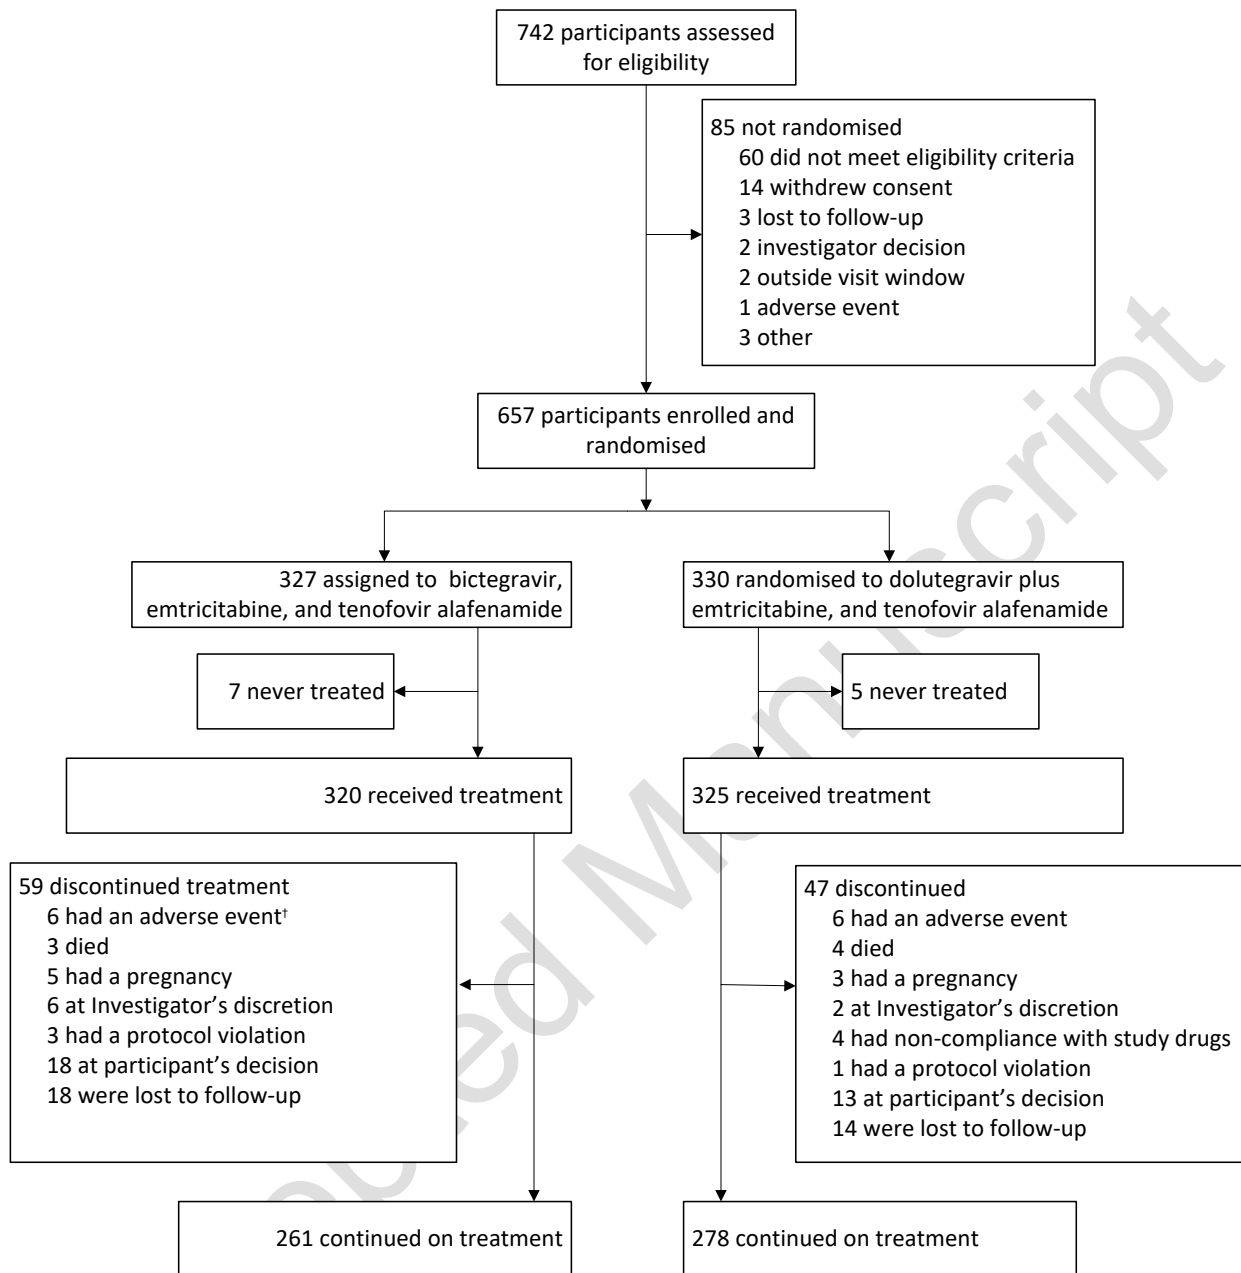 742 participants assessed
for eligibility
85 not randomised
60 did not meet eligibility criteria
14 withdrew consent
3 lost to follow-up
2 investigator decision
2 outside visit window
1 adverse event
3 other
657 participants enrolled and
randomised
327 assigned to bictegravir,
emtricitabine, and tenofovir alafenamide
330 randomised to dolutegravir plus
emtricitabine, and tenofovir alafenamide
7 never treated
5 never treated
320 received treatment
325 received treatment
59 discontinued treatment
6 had an adverse event†
3 died
5 had a pregnancy
6 at Investigator’s discretion
3 had a protocol violation
18 at participant’s decision
18 were lost to follow-up
47 discontinued
6 had an adverse event
4 died
3 had a pregnancy
2 at Investigator’s discretion
4 had non-compliance with study drugs
1 had a protocol violation
13 at participant’s decision
14 were lost to follow-up
261 continued on treatment
278 continued on treatment
Manuscript